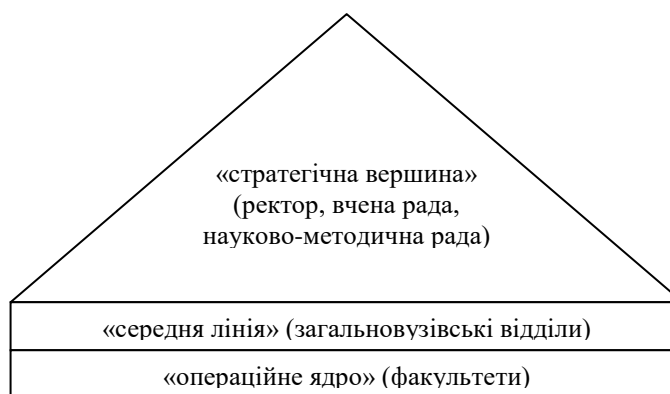 «стратегічна вершина»
(ректор, вчена рада,
науково-методична рада)
«середня лінія» (загальновузівські відділи)
«операційне ядро» (факультети)